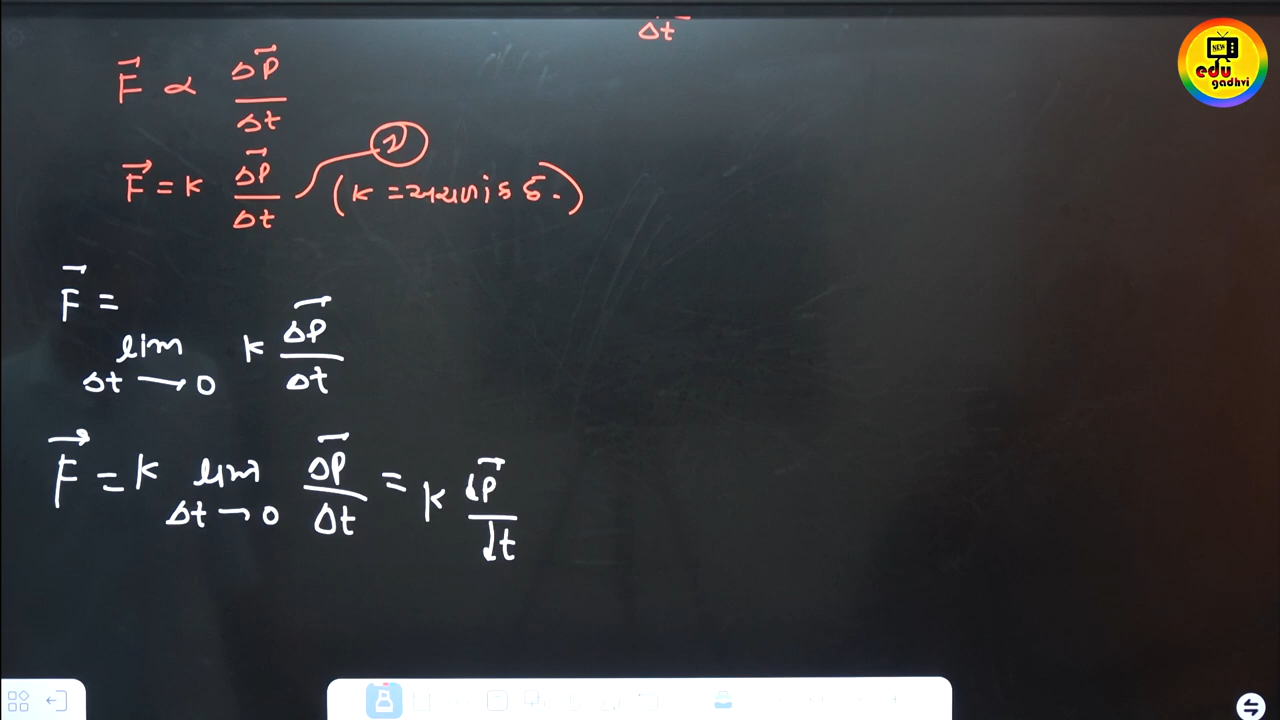 Δt
NEW
edu
gadhvi
F⃗ ∝ ΔP⃗ / Δt
F⃗ = K ΔP⃗ / Δt (K = અચળાંક છે.)
F⃗ =
lim Δt → 0 K ΔP⃗ / Δt
F⃗ = K lim Δt → 0 ΔP⃗ / Δt = K dP⃗ / dt